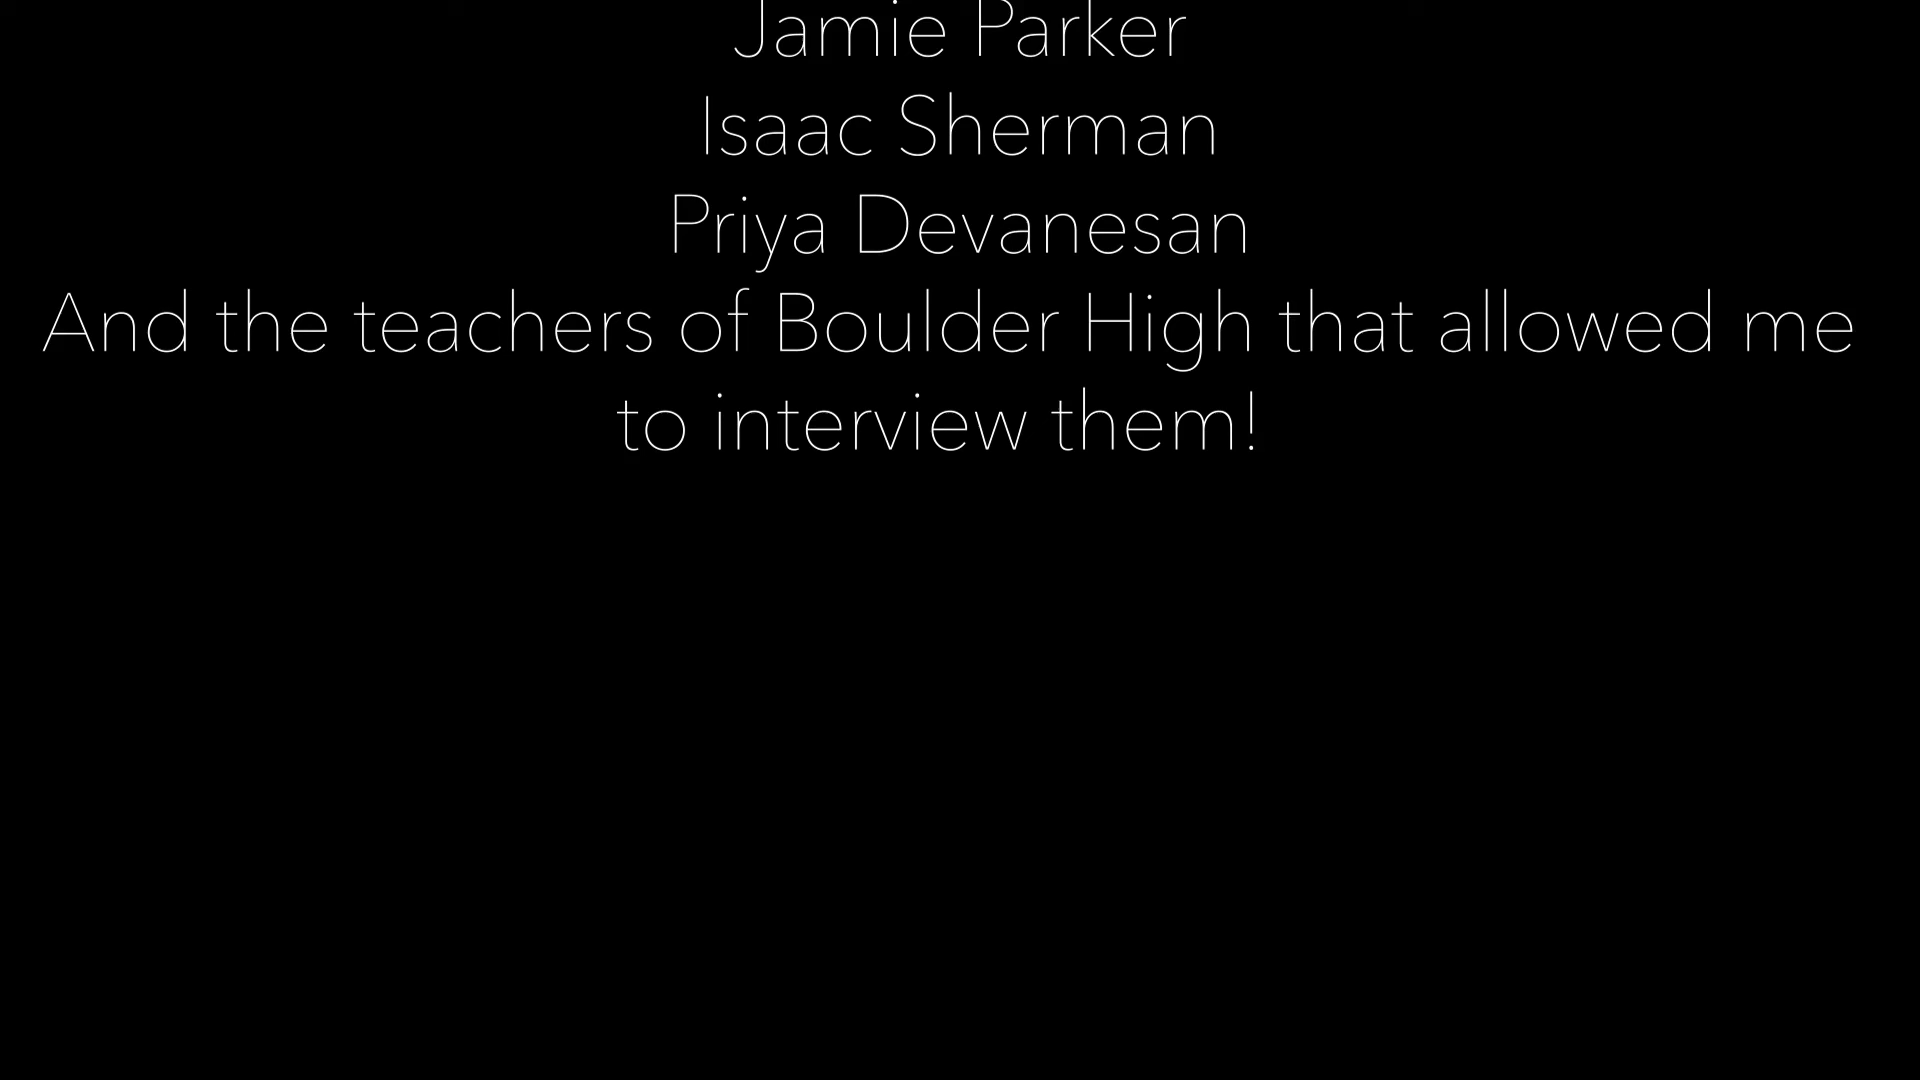 Jamie Parker
Isaac Sherman
Priya Devanesan
And the teachers of Boulder High that allowed me
to interview them!